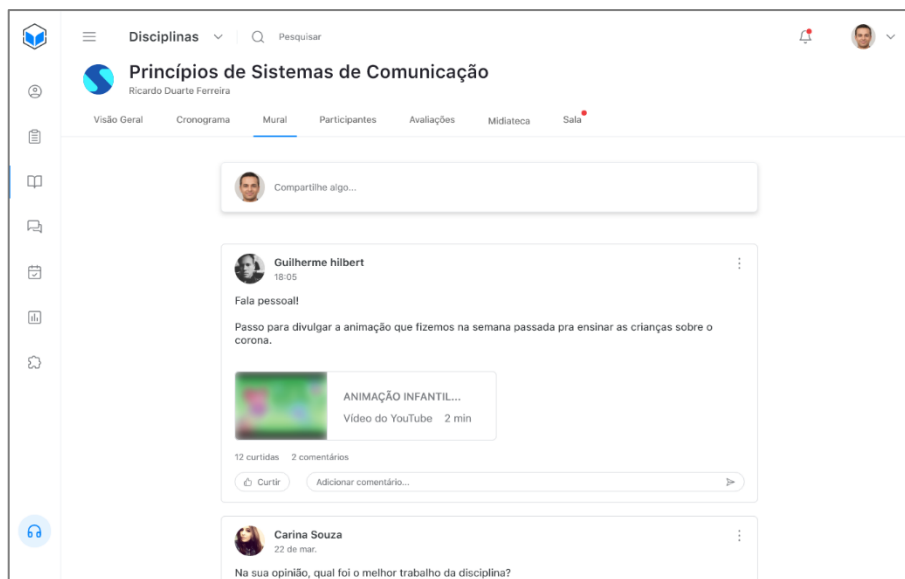 Disciplinas
Pesquisar
Princípios de Sistemas de Comunicação
Ricardo Duarte Ferreira
Visão Geral
Cronograma
Mural
Participantes
Avaliações
Midiateca
Sala
Compartilhe algo...
Guilherme hilbert
18:05
Fala pessoal!
Passo para divulgar a animação que fizemos na semana passada pra ensinar as crianças sobre o
corona.
ANIMAÇÃO INFANTIL...
Vídeo do YouTube 2 min
12 curtidas 2 comentários
Curtir
Adicionar comentário...
Carina Souza
22 de mar.
Na sua opinião, qual foi o melhor trabalho da disciplina?